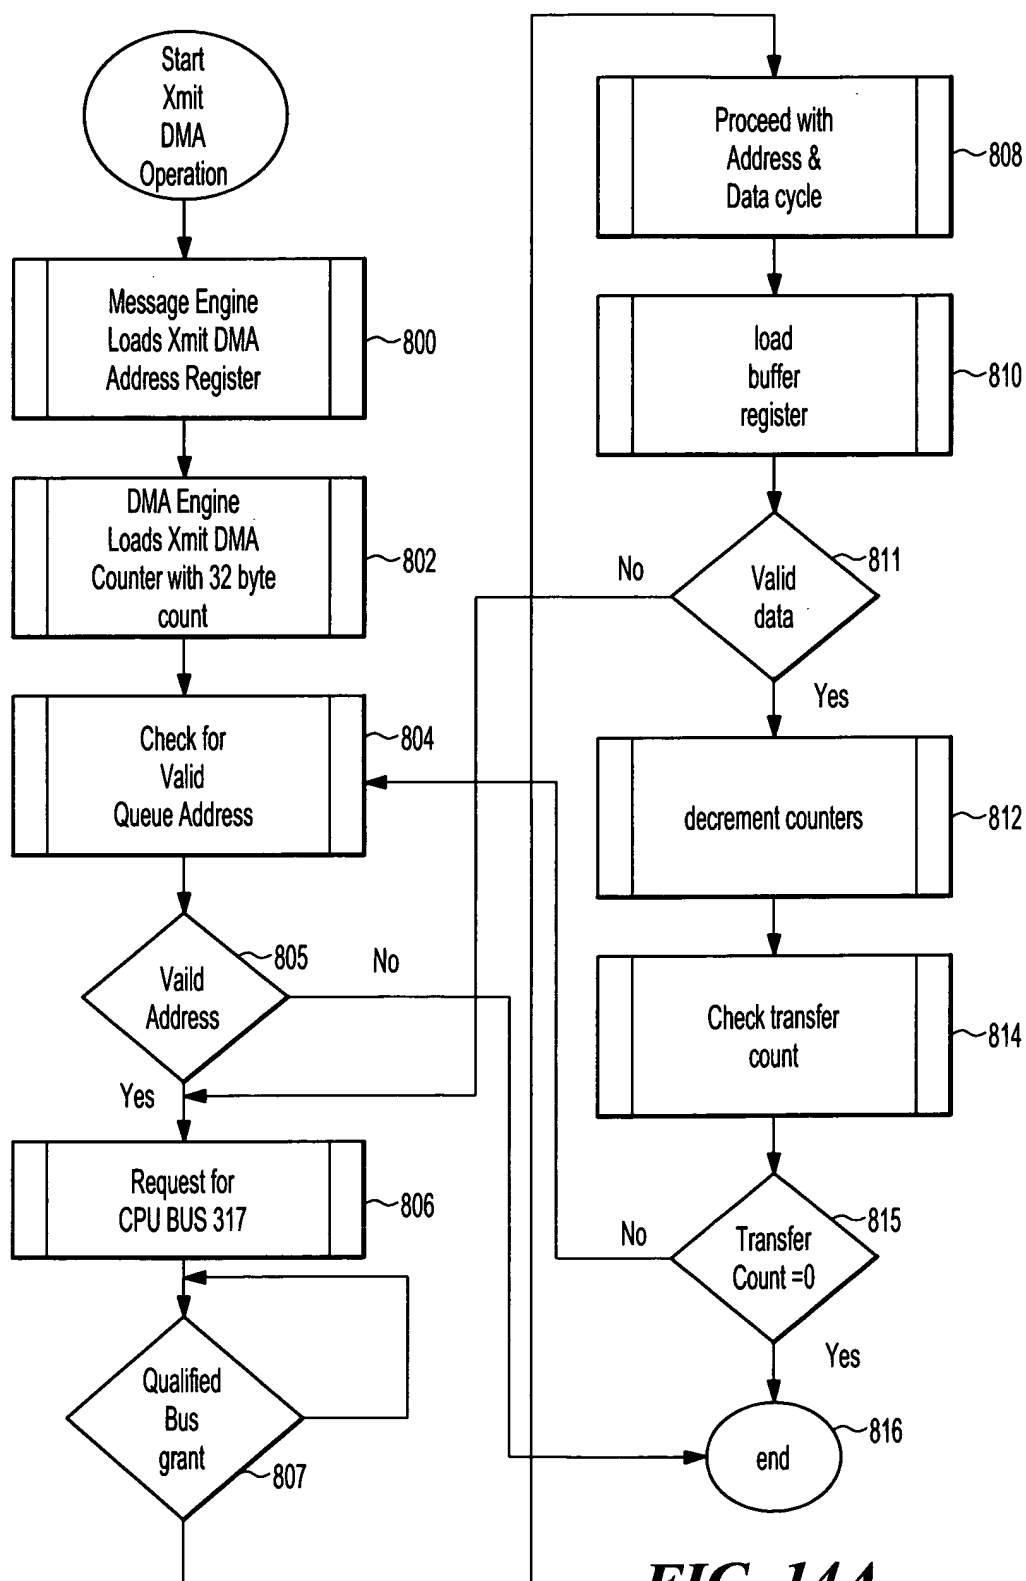 Start
Xmit
DMA
Operation
Message Engine
Loads Xmit DMA
Address Register
800
DMA Engine
Loads Xmit DMA
Counter with 32 byte
count
802
Check for
Valid
Queue Address
804
Vaild
Address
805
No
Yes
Request for
CPU BUS 317
806
Qualified
Bus
grant
807
Proceed with
Address &
Data cycle
808
load
buffer
register
810
Valid
data
811
No
Yes
decrement counters
812
Check transfer
count
814
Transfer
Count =0
815
No
Yes
end
816
FIG. 14A